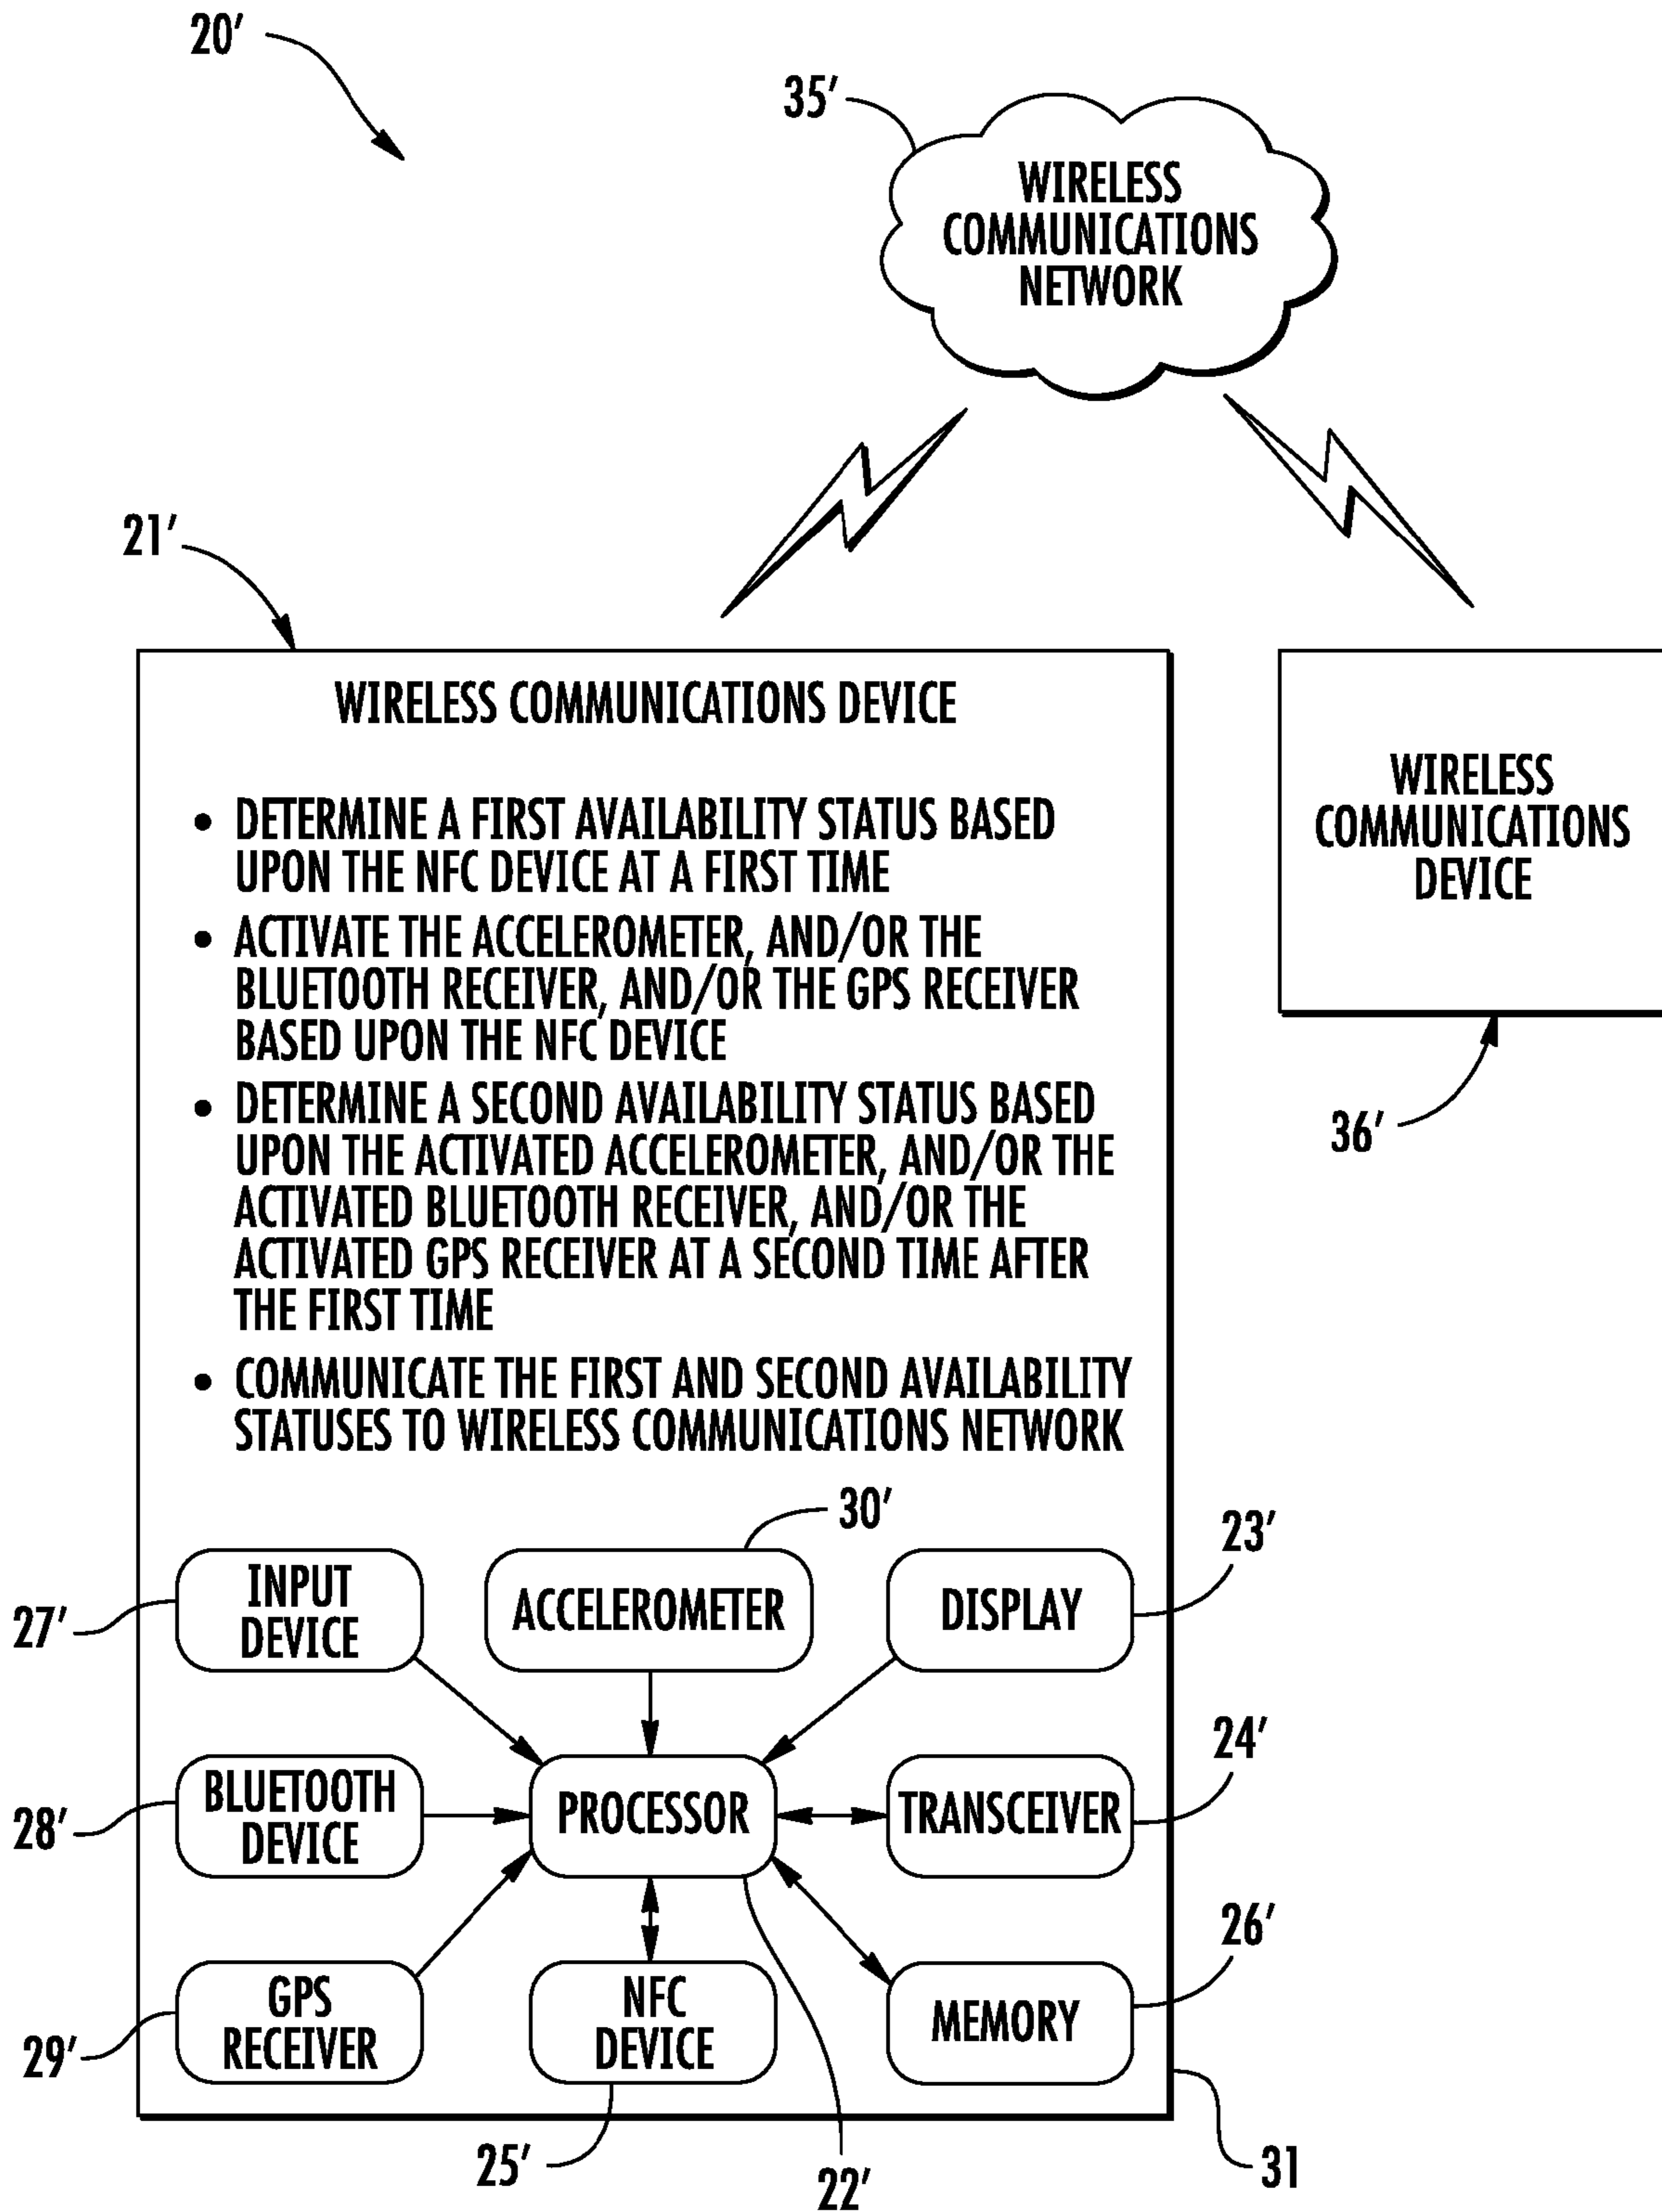 20'
35'
WIRELESS
COMMUNICATIONS
NETWORK
21'
WIRELESS COMMUNICATIONS DEVICE
• DETERMINE A FIRST AVAILABILITY STATUS BASED
UPON THE NFC DEVICE AT A FIRST TIME
• ACTIVATE THE ACCELEROMETER, AND/OR THE
BLUETOOTH RECEIVER, AND/OR THE GPS RECEIVER
BASED UPON THE NFC DEVICE
• DETERMINE A SECOND AVAILABILITY STATUS BASED
UPON THE ACTIVATED ACCELEROMETER, AND/OR THE
ACTIVATED BLUETOOTH RECEIVER, AND/OR THE
ACTIVATED GPS RECEIVER AT A SECOND TIME AFTER
THE FIRST TIME
• COMMUNICATE THE FIRST AND SECOND AVAILABILITY
STATUSES TO WIRELESS COMMUNICATIONS NETWORK
WIRELESS
COMMUNICATIONS
DEVICE
36'
30'
23'
27'
INPUT
DEVICE
ACCELEROMETER
DISPLAY
24'
28'
BLUETOOTH
DEVICE
PROCESSOR
TRANSCEIVER
26'
29'
GPS
RECEIVER
NFC
DEVICE
MEMORY
25'
22'
31